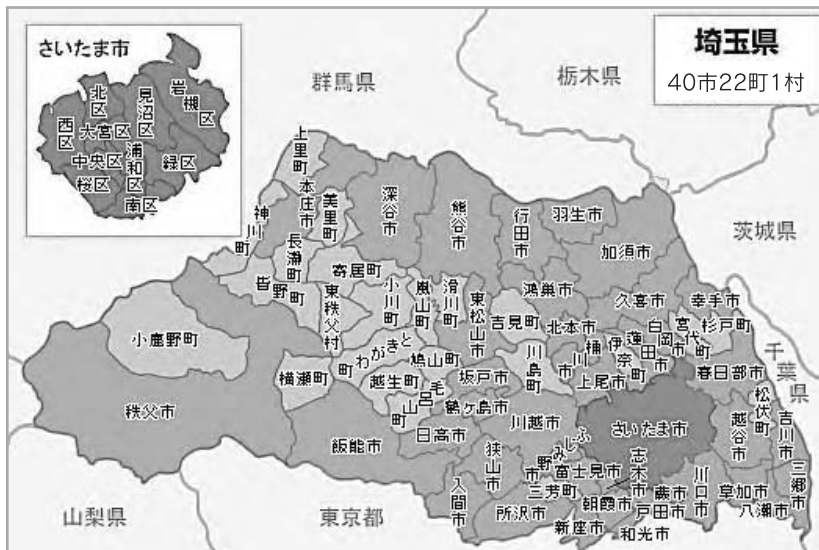 さいたま市
北区
見沼区
岩槻区
西区
大宮区
中央区
浦和区
緑区
桜区
南区
埼玉県
40市22町1村
群馬県
栃木県
茨城県
千葉県
東京都
山梨県
上里町
本庄市
美里町
神川町
深谷市
熊谷市
行田市
羽生市
加須市
長瀞町
皆野町
寄居町
東秩父村
小川町
嵐山町
滑川町
東松山市
吉見町
鴻巣市
北本市
久喜市
幸手市
杉戸町
宮代町
白岡市
蓮田市
伊奈町
桶川市
上尾市
春日部市
小鹿野町
秩父市
横瀬町
ときがわ町
鳩山町
越生町
毛呂山町
坂戸市
鶴ヶ島市
川島町
川越市
日高市
飯能市
狭山市
入間市
所沢市
ふじみ野市
富士見市
三芳町
志木市
新座市
朝霞市
和光市
さいたま市
戸田市
蕨市
川口市
草加市
八潮市
三郷市
吉川市
松伏町
越谷市